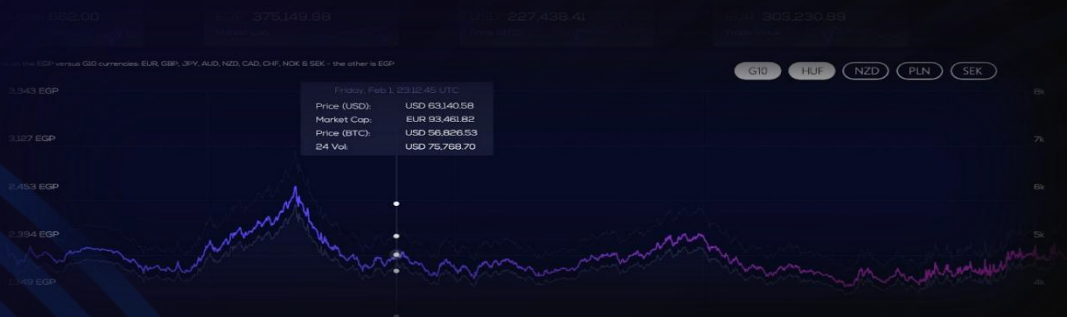 375,149.98
227,438.41
303,230.89
the EGP versus G10 currencies: EUR, GBP, JPY, AUD, NZD, CAD, CHF, NOK & SEK - the other is EGP
G10 HUF NZD PLN SEK
Friday, Feb 1, 23:12:45 UTC
Price (USD): USD 63,140.58
Market Cap: EUR 93,461.82
Price (BTC): USD 56,826.53
24 Vol: USD 75,768.70
3,343 EGP
8k
3,127 EGP
7k
2,453 EGP
6k
2,394 EGP
5k
EGP
4k